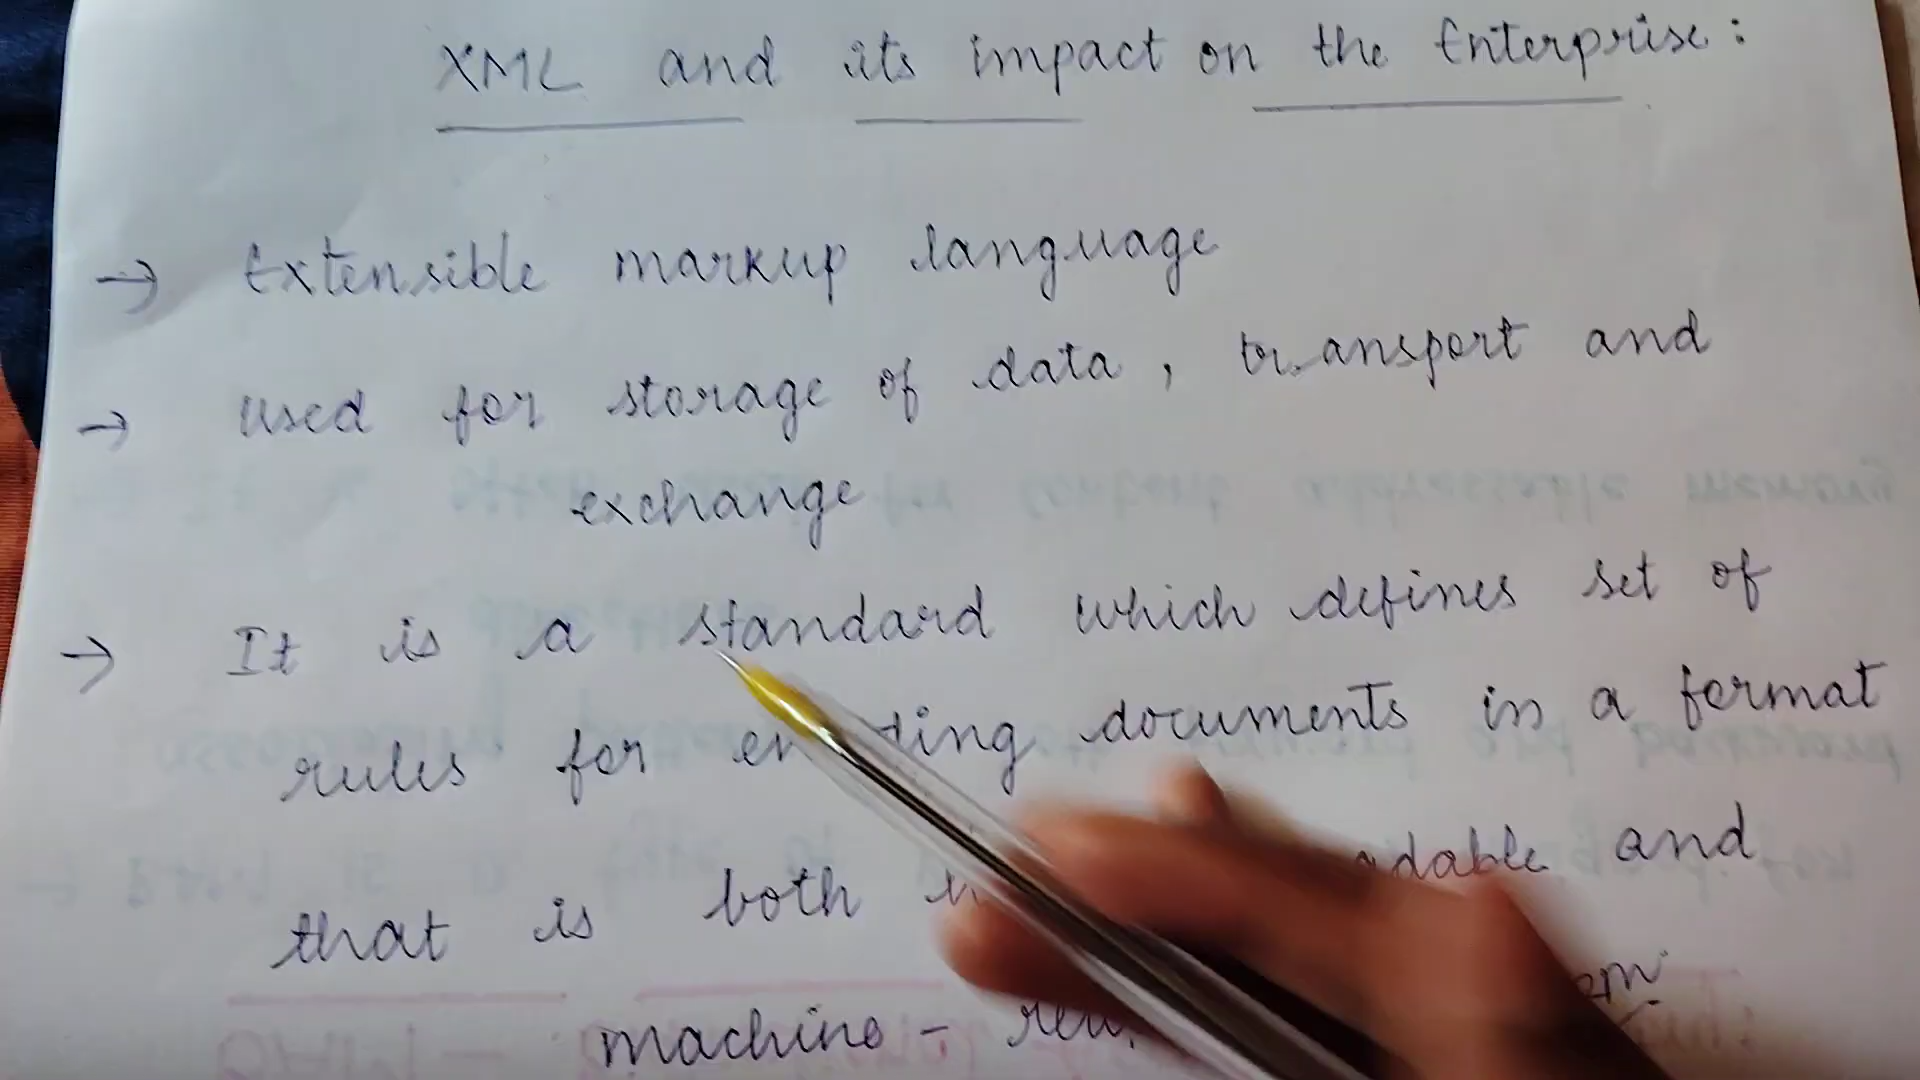 XML and its impact on the Enterprise:
→ Extensible markup language
→ used for storage of data, transport and
exchange
→ It is a standard which defines set of
rules for documents in a format
that is both and
machine -